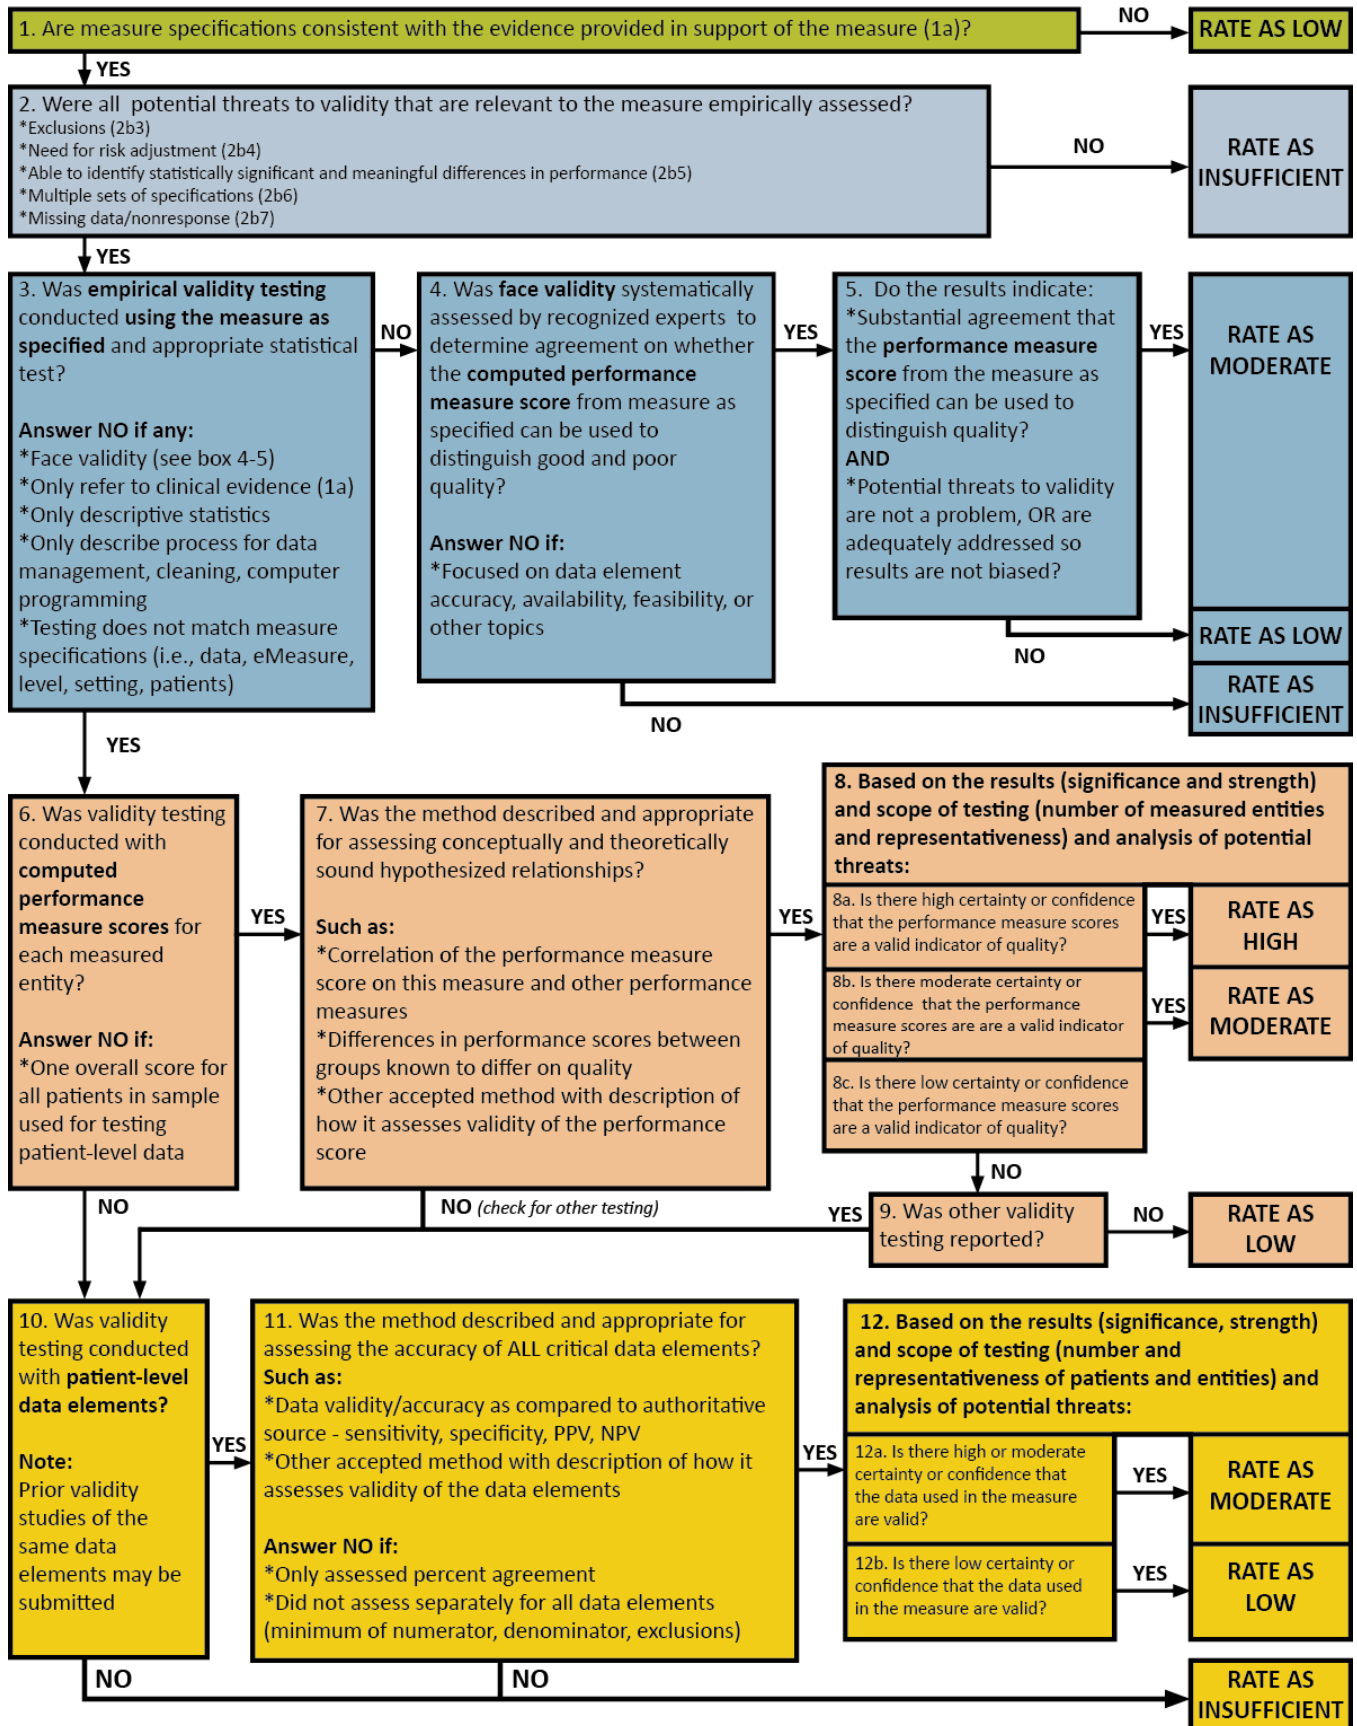 1. Are measure specifications consistent with the evidence provided in support of the measure (1a)?
NO
RATE AS LOW
YES
2. Were all potential threats to validity that are relevant to the measure empirically assessed?
*Exclusions (2b3)
*Need for risk adjustment (2b4)
*Able to identify statistically significant and meaningful differences in performance (2b5)
*Multiple sets of specifications (2b6)
*Missing data/nonresponse (2b7)
NO
RATE AS
INSUFFICIENT
YES
3. Was empirical validity testing
conducted using the measure as
specified and appropriate statistical
test?
Answer NO if any:
*Face validity (see box 4-5)
*Only refer to clinical evidence (1a)
*Only descriptive statistics
*Only describe process for data
management, cleaning, computer
programming
*Testing does not match measure
specifications (i.e., data, eMeasure,
level, setting, patients)
NO
4. Was face validity systematically
assessed by recognized experts to
determine agreement on whether
the computed performance
measure score from measure as
specified can be used to
distinguish good and poor
quality?
Answer NO if:
*Focused on data element
accuracy, availability, feasibility, or
other topics
YES
5. Do the results indicate:
*Substantial agreement that
the performance measure
score from the measure as
specified can be used to
distinguish quality?
AND
*Potential threats to validity
are not a problem, OR are
adequately addressed so
results are not biased?
YES
RATE AS
MODERATE
NO
RATE AS LOW
NO
RATE AS
INSUFFICIENT
YES
6. Was validity testing
conducted with
computed
performance
measure scores for
each measured
entity?
Answer NO if:
*One overall score for
all patients in sample
used for testing
patient-level data
YES
7. Was the method described and appropriate
for assessing conceptually and theoretically
sound hypothesized relationships?
Such as:
*Correlation of the performance measure
score on this measure and other performance
measures
*Differences in performance scores between
groups known to differ on quality
*Other accepted method with description of
how it assesses validity of the performance
score
YES
8. Based on the results (significance and strength)
and scope of testing (number of measured entities
and representativeness) and analysis of potential
threats:
8a. Is there high certainty or confidence
that the performance measure scores
are a valid indicator of quality?
YES
RATE AS
HIGH
8b. Is there moderate certainty or
confidence that the performance
measure scores are are a valid indicator
of quality?
YES
RATE AS
MODERATE
8c. Is there low certainty or confidence
that the performance measure scores
are a valid indicator of quality?
NO
NO
NO (check for other testing)
YES
9. Was other validity
testing reported?
NO
RATE AS
LOW
10. Was validity
testing conducted
with patient-level
data elements?
Note:
Prior validity
studies of the
same data
elements may be
submitted
YES
11. Was the method described and appropriate for
assessing the accuracy of ALL critical data elements?
Such as:
*Data validity/accuracy as compared to authoritative
source - sensitivity, specificity, PPV, NPV
*Other accepted method with description of how it
assesses validity of the data elements
Answer NO if:
*Only assessed percent agreement
*Did not assess separately for all data elements
(minimum of numerator, denominator, exclusions)
YES
12. Based on the results (significance, strength)
and scope of testing (number and
representativeness of patients and entities) and
analysis of potential threats:
12a. Is there high or moderate
certainty or confidence that
the data used in the measure
are valid?
YES
RATE AS
MODERATE
12b. Is there low certainty or
confidence that the data used
in the measure are valid?
YES
RATE AS
LOW
NO
NO
RATE AS
INSUFFICIENT